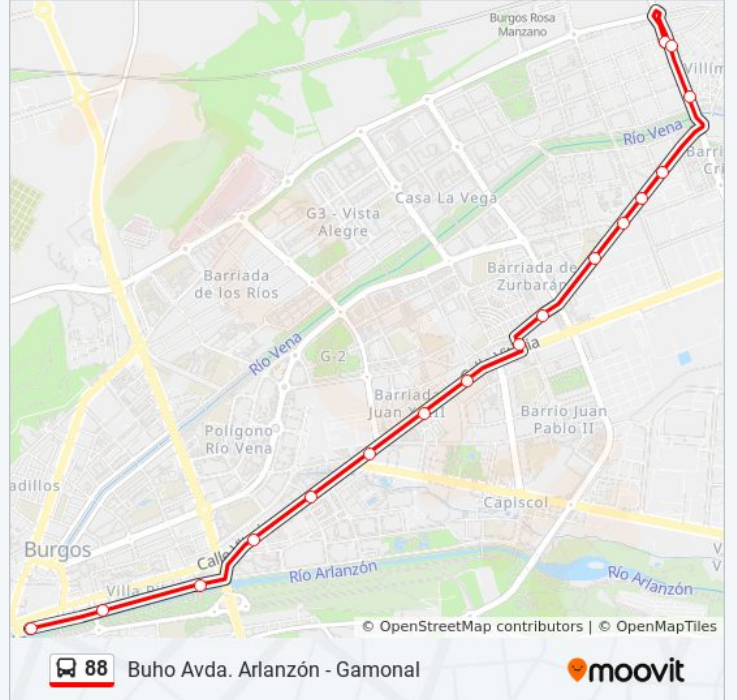 Burgos Rosa
Manzano
Villím
Río Vena
Barri
Cri
Casa La Vega
G3 - Vista
Alegre
Barriada de
Zurbarán
Barriada
de los Ríos
Río Vena
G-2
Barriada
Juan XXIII
Barrio Juan
Pablo II
Polígono
Río Vena
adillos
Capiscol
Burgos
Río Arlanzón
Río Arlanzón
V
V
© OpenStreetMap contributors | © OpenMapTiles
88 Buho Avda. Arlanzón - Gamonal
moovit